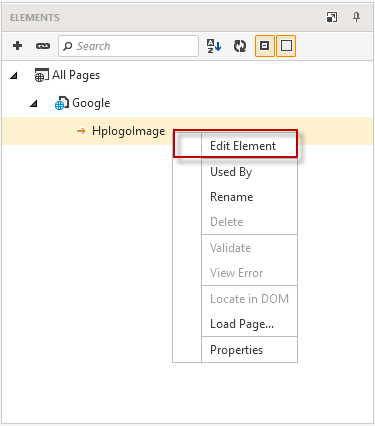 ELEMENTS
Search
All Pages
Google
HplogoImage
Edit Element
Used By
Rename
Delete
Validate
View Error
Locate in DOM
Load Page...
Properties